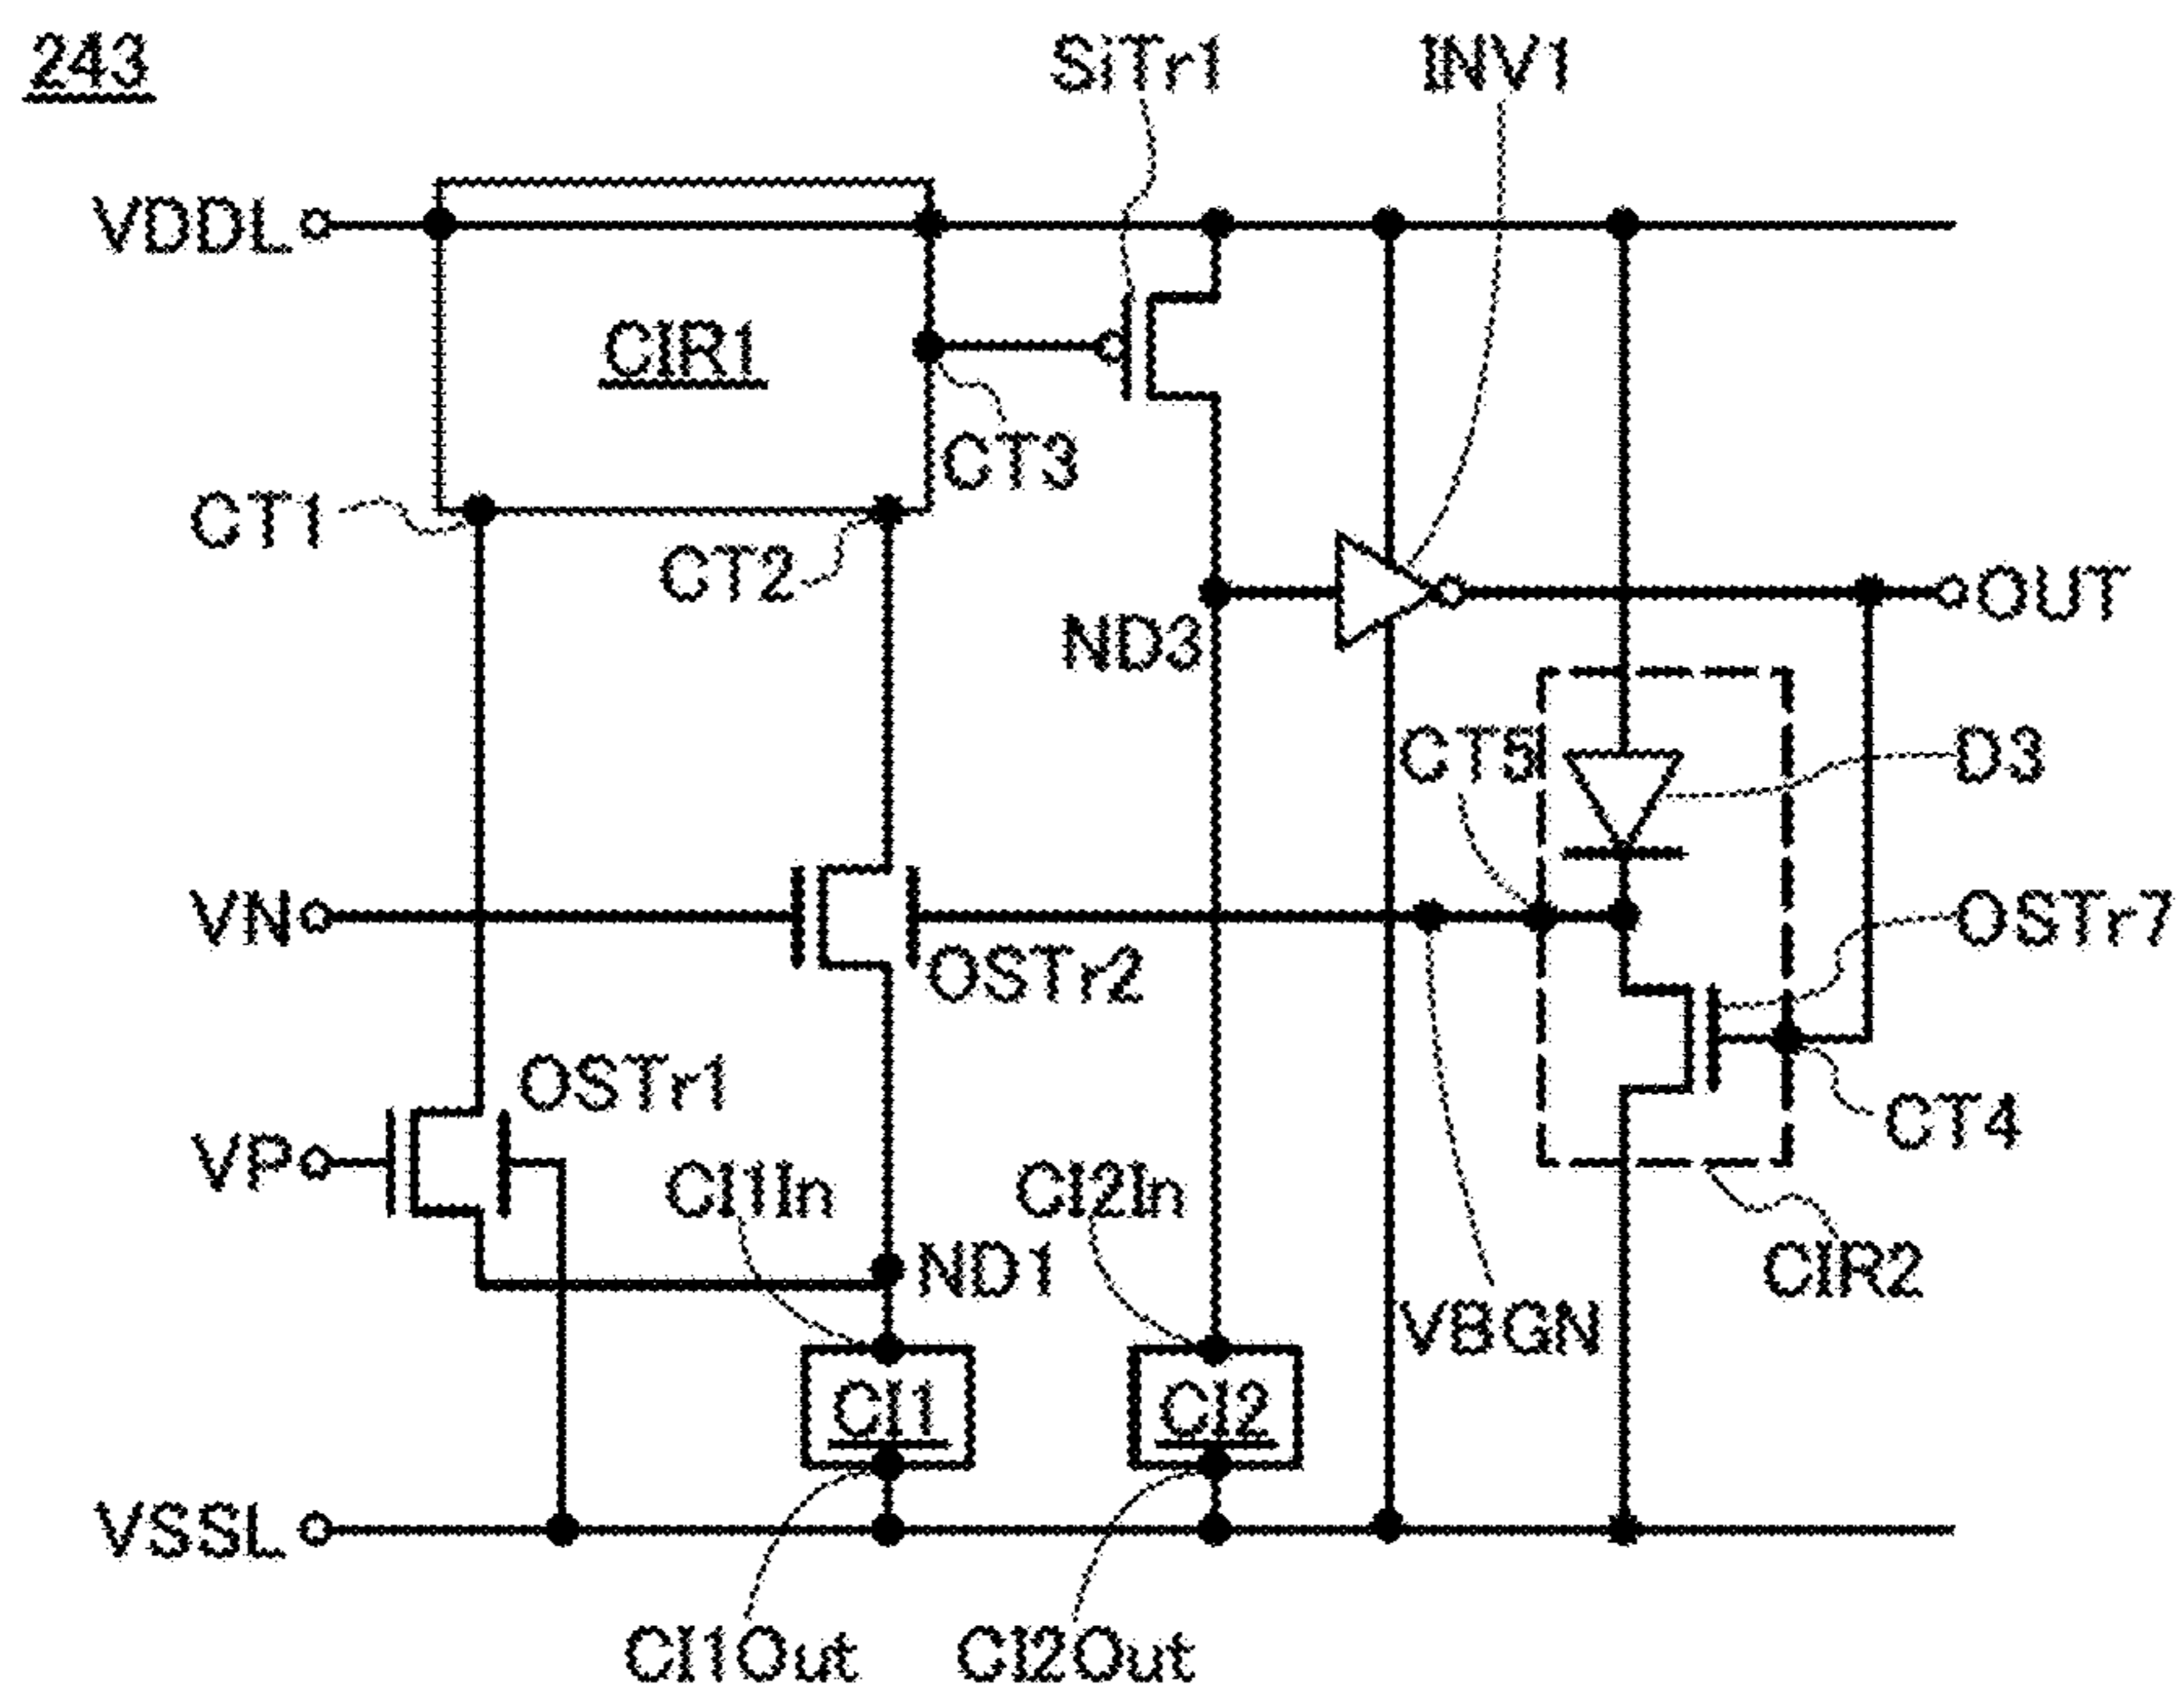 243
SiTr1
INV1
VDDL
CIR1
CT3
CT1
CT2
OUT
ND3
CT5
D3
VN
OSTr7
OSTr2
OSTr1
CT4
VP
CI1In
CI2In
ND1
CIR2
VBGN
CI1
CI2
VSSL
CI1Out
CI2Out